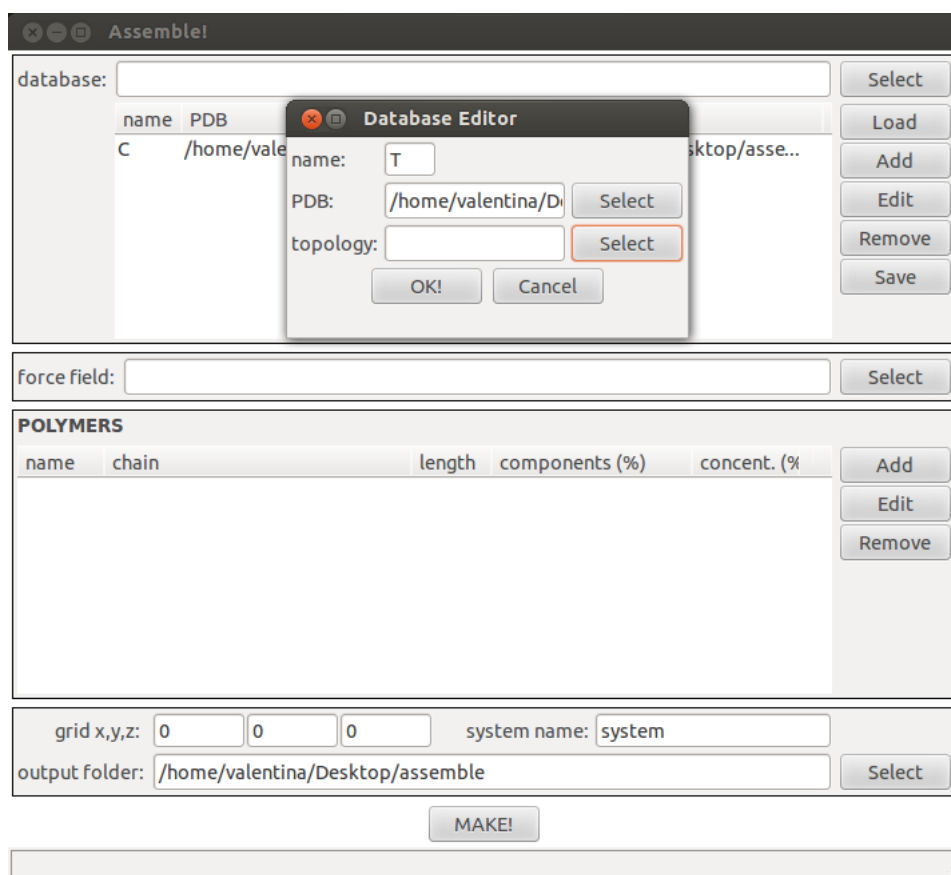 Assemble!
database: Select
name PDB
C /home/vale
Database Editor
name: T
PDB: /home/valentina/D Select
topology: Select
OK! Cancel
sktop/asse...
Load
Add
Edit
Remove
Save
force field: Select
POLYMERS
name chain length components (%) concent. (%
Add
Edit
Remove
grid x,y,z: 0 0 0 system name: system
output folder: /home/valentina/Desktop/assemble Select
MAKE!